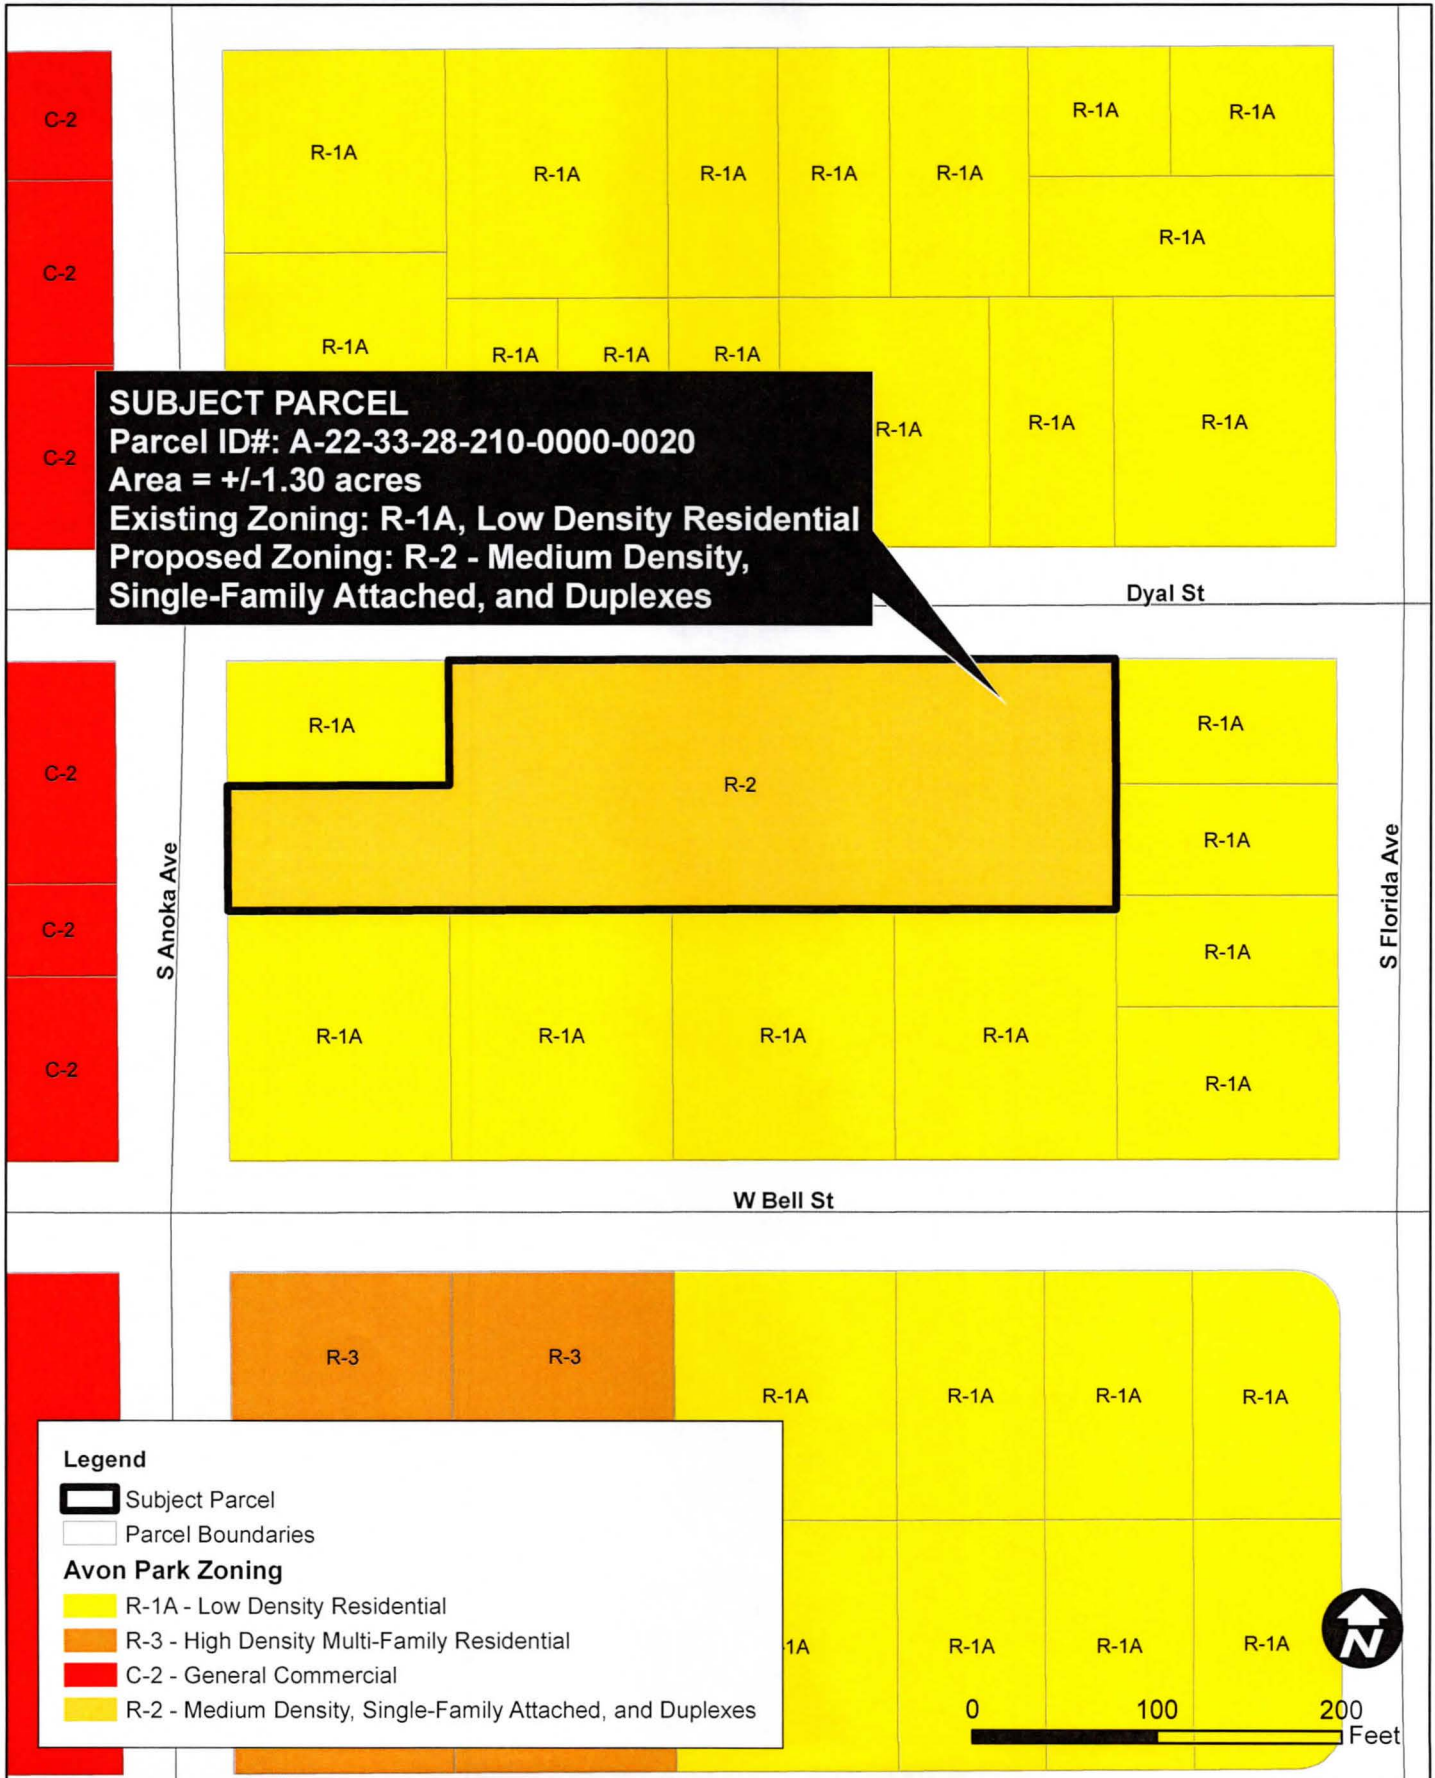 C-2
R-1A
R-1A
R-1A
R-1A
R-1A
R-1A
R-1A
R-1A
C-2
R-1A
R-1A
R-1A
R-1A
C-2
R-1A
R-1A
R-1A
SUBJECT PARCEL
Parcel ID#: A-22-33-28-210-0000-0020
Area = +/-1.30 acres
Existing Zoning: R-1A, Low Density Residential
Proposed Zoning: R-2 - Medium Density,
Single-Family Attached, and Duplexes
Dyal St
C-2
R-1A
R-2
R-1A
R-1A
S Anoka Ave
S Florida Ave
C-2
R-1A
C-2
R-1A
R-1A
R-1A
R-1A
R-1A
W Bell St
R-3
R-3
R-1A
R-1A
R-1A
R-1A
Legend
Subject Parcel
Parcel Boundaries
Avon Park Zoning
R-1A - Low Density Residential
R-3 - High Density Multi-Family Residential
C-2 - General Commercial
R-2 - Medium Density, Single-Family Attached, and Duplexes
-1A
R-1A
R-1A
R-1A
N
0 100 200
Feet